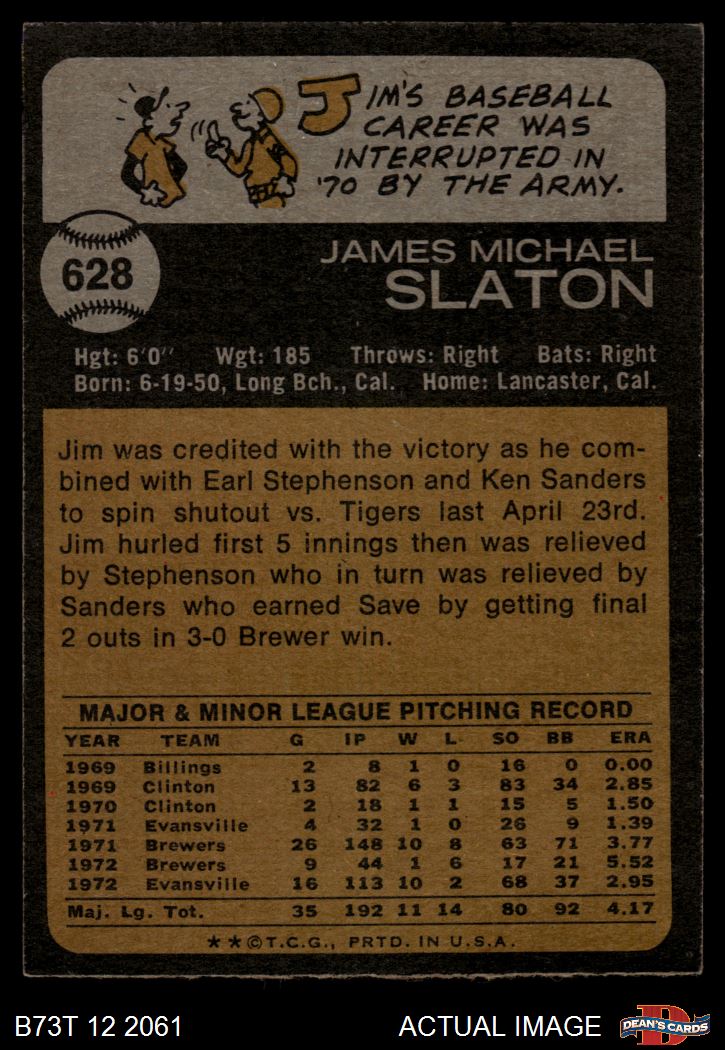 JIM'S BASEBALL
CAREER WAS
INTERRUPTED IN
'70 BY THE ARMY.
628
JAMES MICHAEL
SLATON
Hgt: 6'0" Wgt: 185 Throws: Right Bats: Right
Born: 6-19-50, Long Bch., Cal. Home: Lancaster, Cal.
Jim was credited with the victory as he com-
bined with Earl Stephenson and Ken Sanders
to spin shutout vs. Tigers last April 23rd.
Jim hurled first 5 innings then was relieved
by Stephenson who in turn was relieved by
Sanders who earned Save by getting final
2 outs in 3-0 Brewer win.
MAJOR & MINOR LEAGUE PITCHING RECORD
YEAR TEAM G IP W L SO BB ERA
1969 Billings 2 8 1 0 16 0 0.00
1969 Clinton 13 82 6 3 83 34 2.85
1970 Clinton 2 18 1 1 15 5 1.50
1971 Evansville 4 32 1 0 26 9 1.39
1971 Brewers 26 148 10 8 63 71 3.77
1972 Brewers 9 44 1 6 17 21 5.52
1972 Evansville 16 113 10 2 68 37 2.95
Maj. Lg. Tot. 35 192 11 14 80 92 4.17
★★©T.C.G., PRTD. IN U.S.A.
B73T 12 2061 ACTUAL IMAGE D DEAN'S CARDS